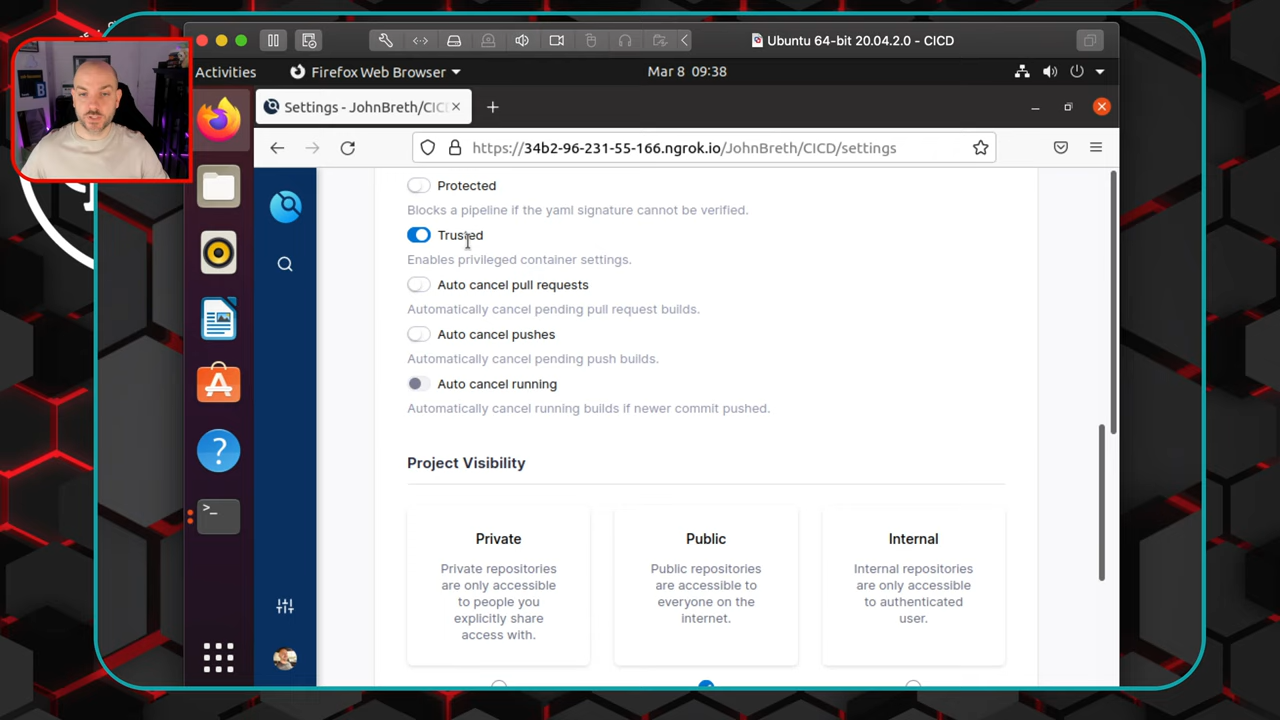 Ubuntu 64-bit 20.04.2.0 - CICD
Activities
Firefox Web Browser
Mar 8 09:38
Settings - JohnBreth/CIC
https://34b2-96-231-55-166.ngrok.io/JohnBreth/CICD/settings
Protected
Blocks a pipeline if the yaml signature cannot be verified.
Trusted
Enables privileged container settings.
Auto cancel pull requests
Automatically cancel pending pull request builds.
Auto cancel pushes
Automatically cancel pending push builds.
Auto cancel running
Automatically cancel running builds if newer commit pushed.
Project Visibility
Private
Private repositories
are only accessible
to people you
explicitly share
access with.
Public
Public repositories
are accessible to
everyone on the
internet.
Internal
Internal repositories
are only accessible
to authenticated
user.